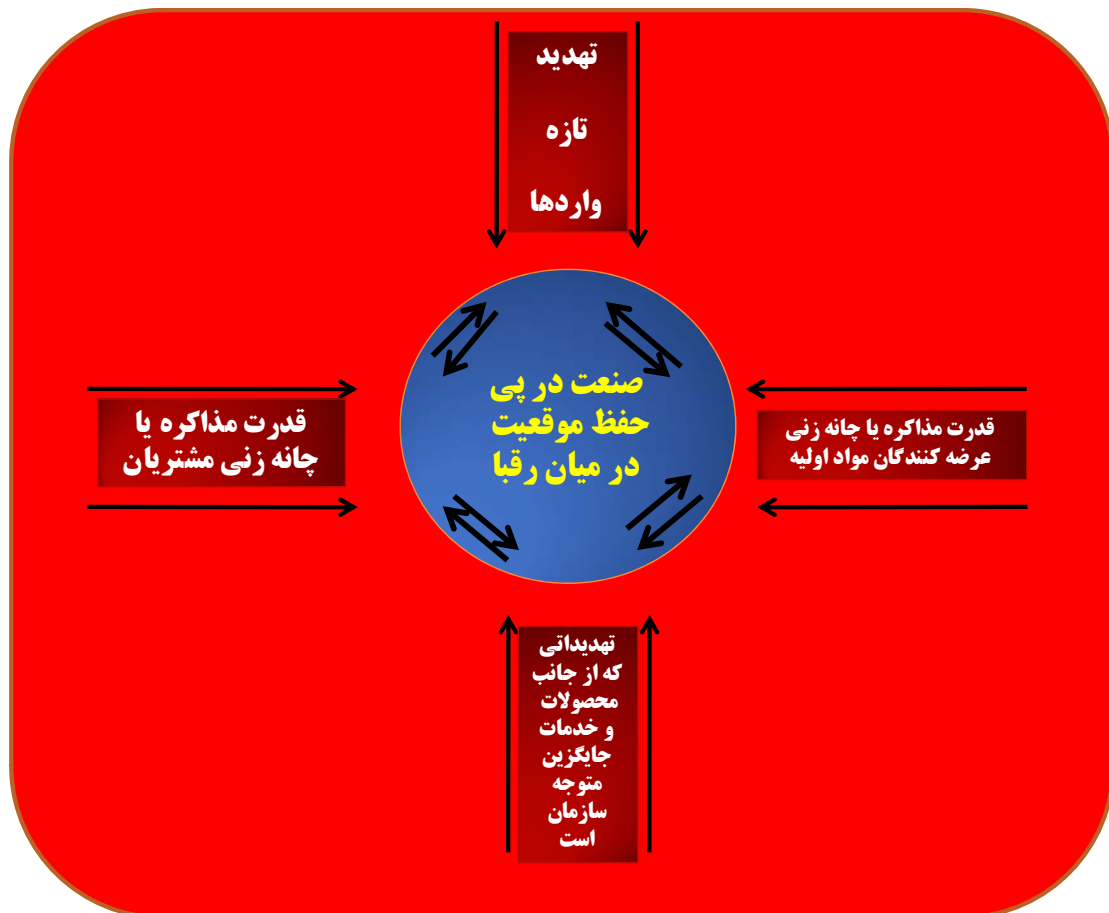 تهدید
تازه
واردها
صنعت در پی
حفظ موقعیت
در میان رقبا
قدرت مذاکره یا چانه زنی
عرضه کنندگان مواد اولیه
قدرت مذاکره یا
چانه زنی مشتریان
تهدیداتی
که از جانب
محصولات
و خدمات
جایگزین
متوجه
سازمان
است